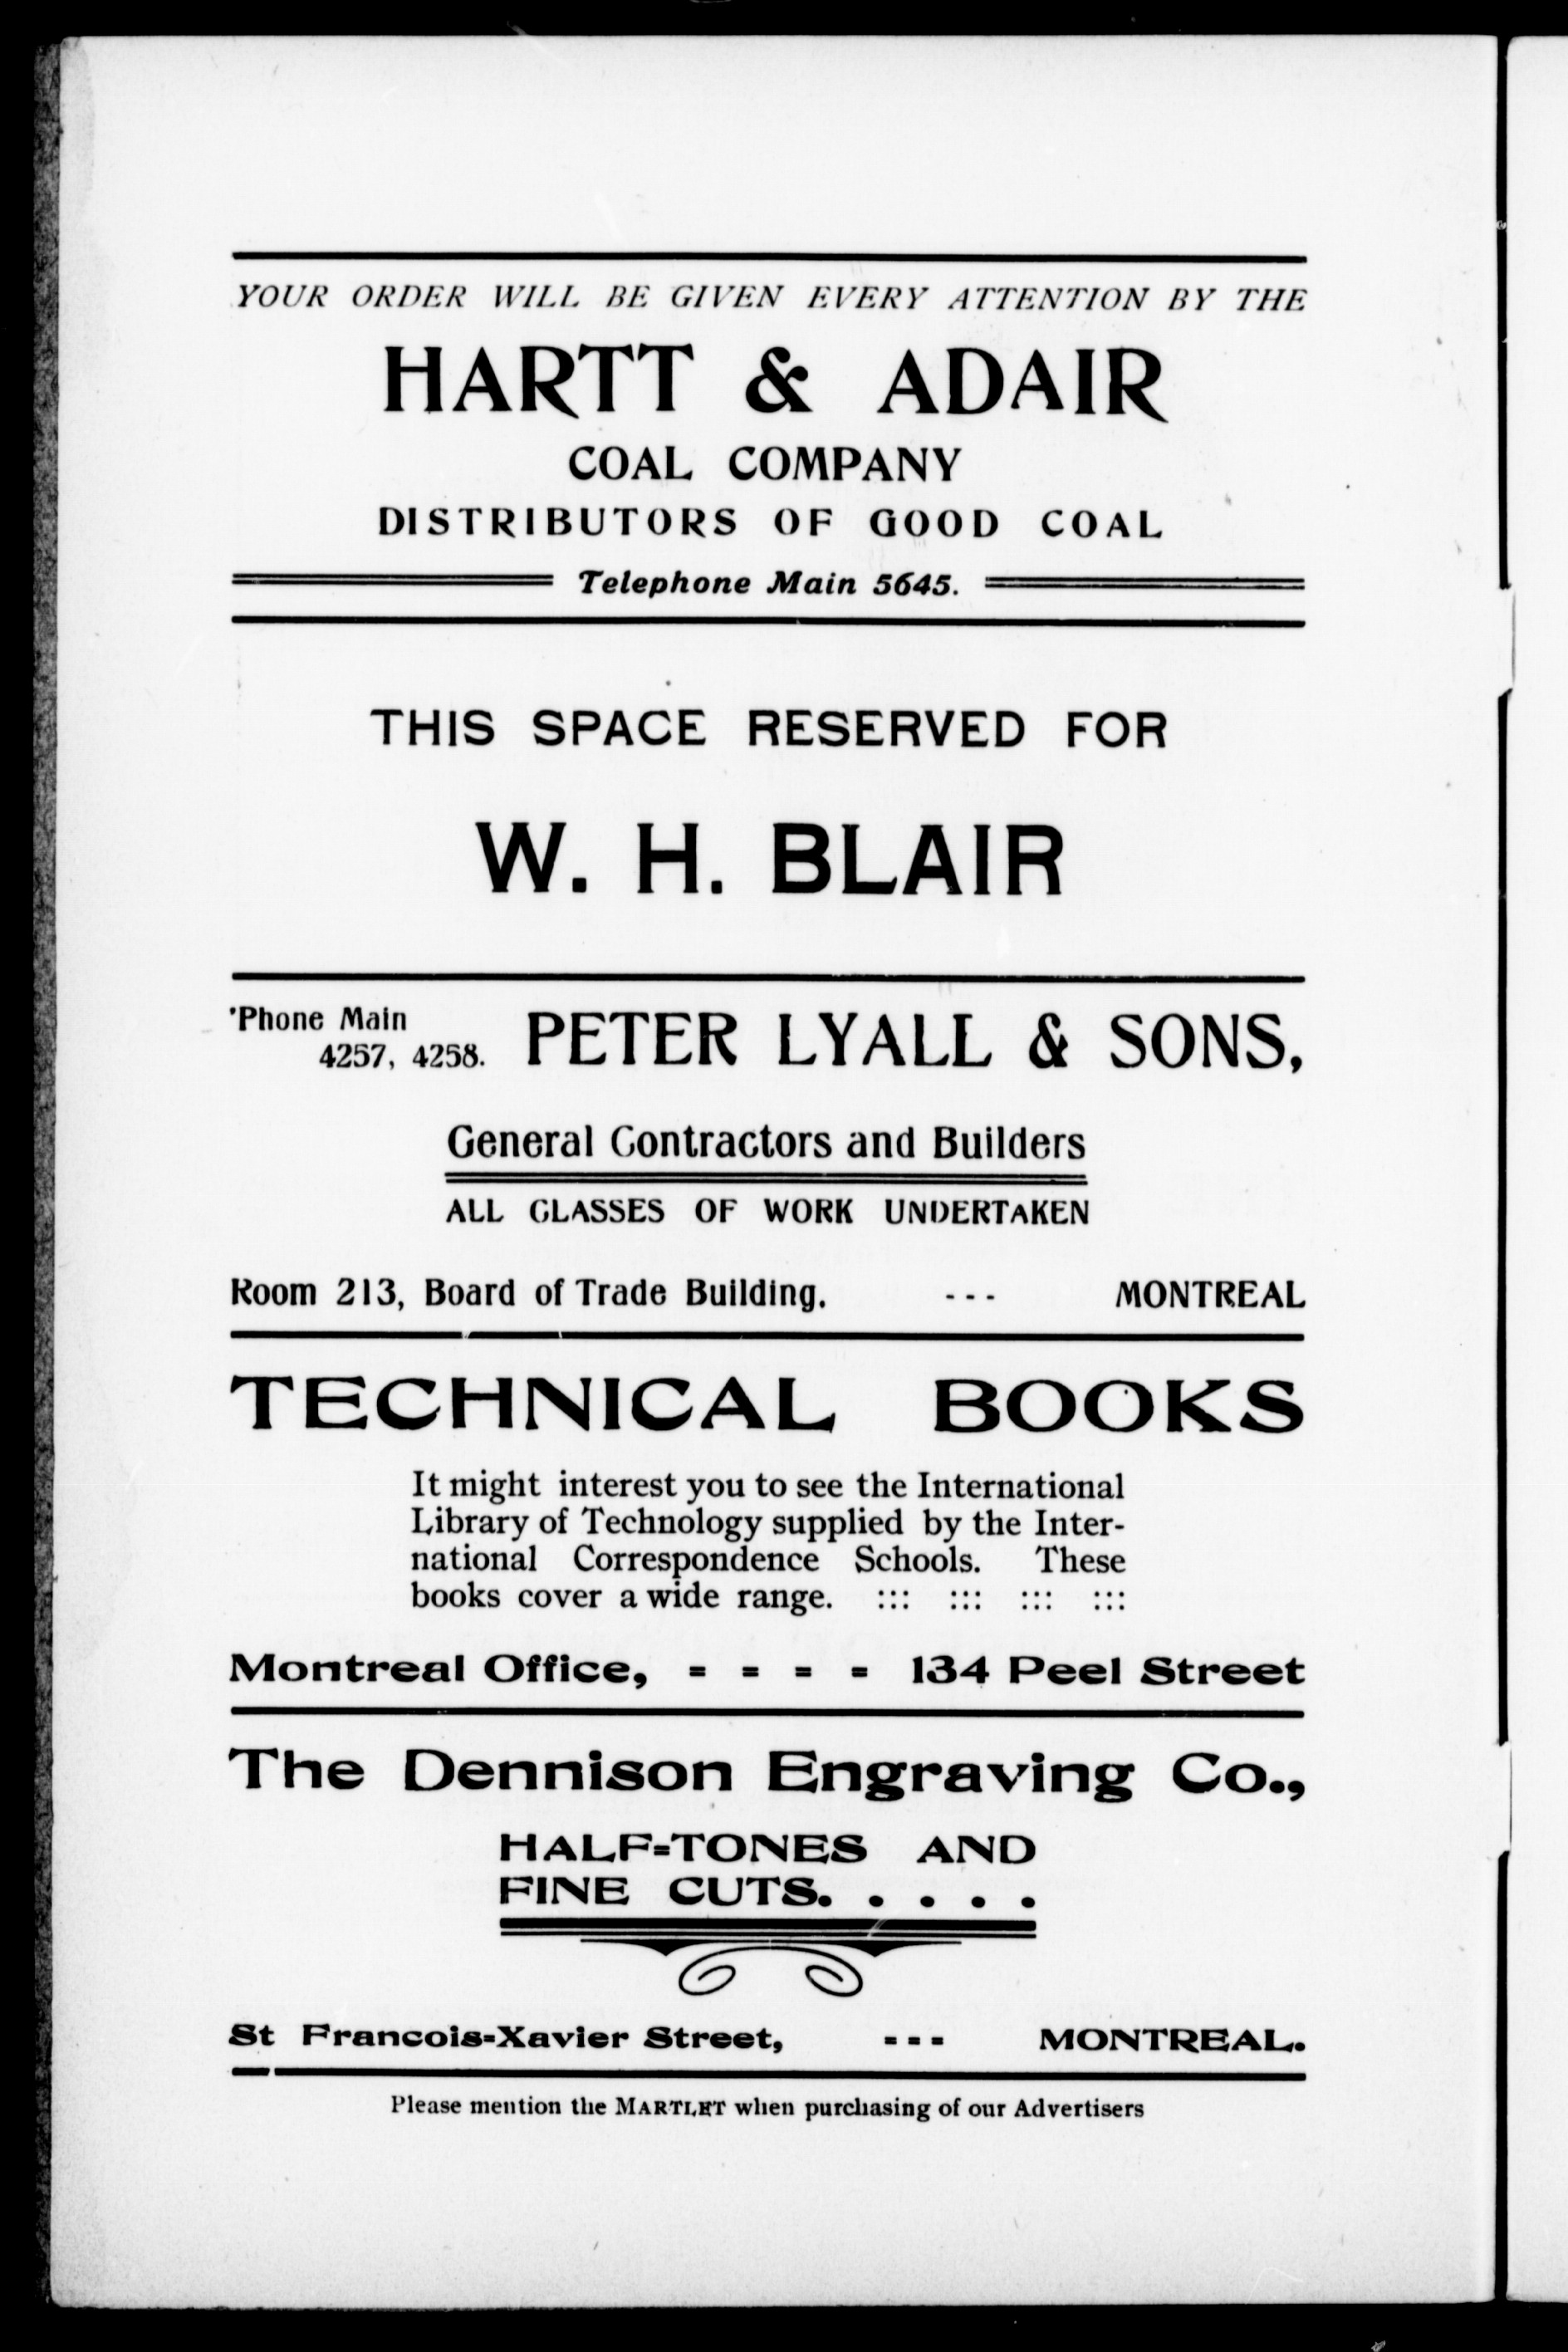 YOUR ORDER WILL BE GIVEN EVERY ATTENTION BY THE
HARTT & ADAIR
COAL COMPANY
DISTRIBUTORS OF GOOD COAL
Telephone Main 5645.
THIS SPACE RESERVED FOR
W. H. BLAIR
'Phone Main
4257, 4258.
PETER LYALL & SONS,
General Contractors and Builders
ALL CLASSES OF WORK UNDERTAKEN
Room 213, Board of Trade Building. - - - MONTREAL
TECHNICAL BOOKS
It might interest you to see the International
Library of Technology supplied by the Inter-
national Correspondence Schools. These
books cover a wide range. ::: ::: ::: :::
Montreal Office, = = = = 134 Peel Street
The Dennison Engraving Co.,
HALF=TONES AND
FINE CUTS. . . . .
St Francois=Xavier Street, = = = MONTREAL.
Please mention the MARTLET when purchasing of our Advertisers